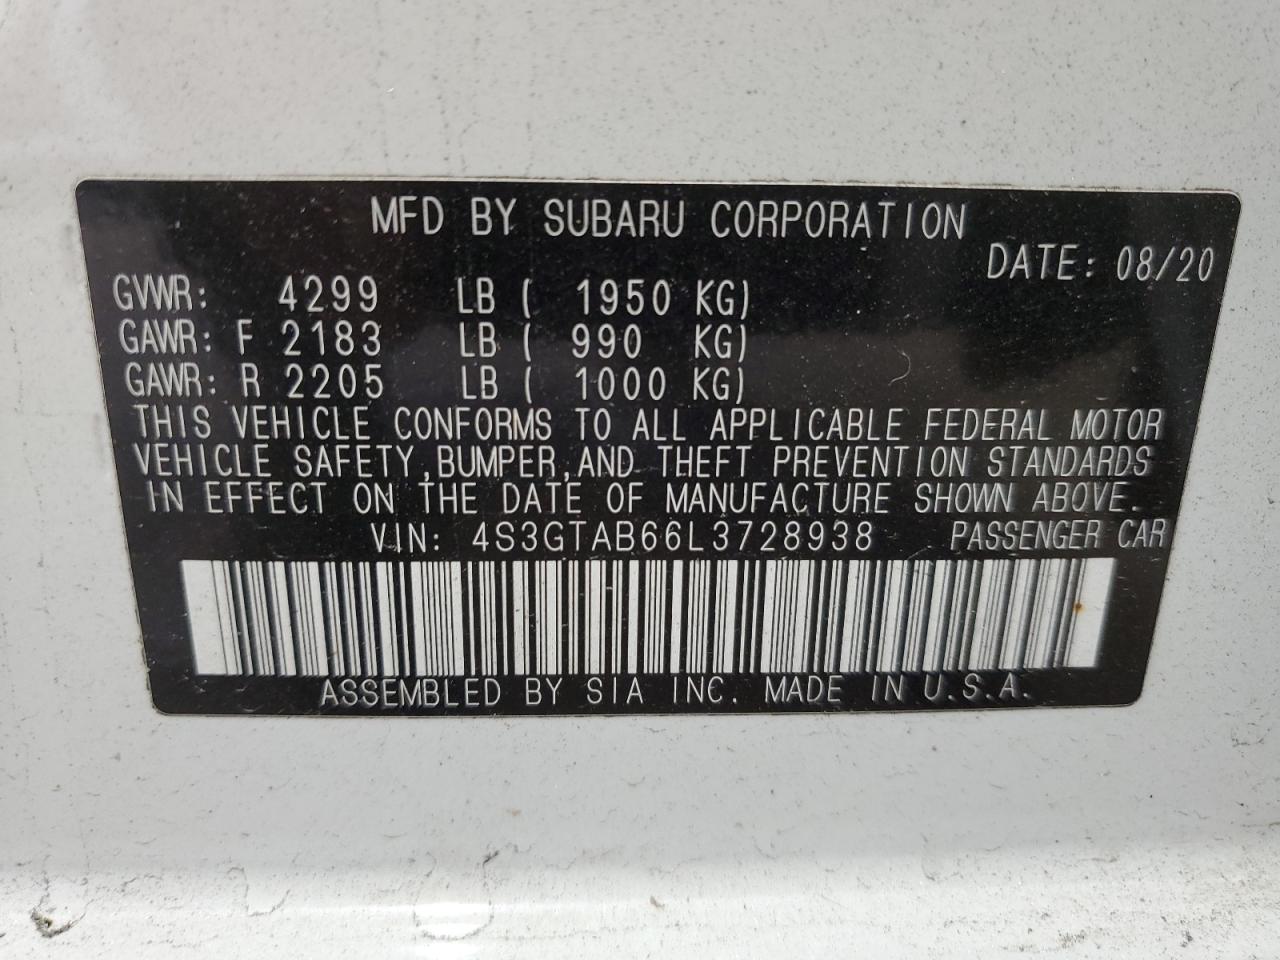 MFD BY SUBARU CORPORATION
DATE: 08/20
GVWR: 4299 LB ( 1950 KG)
GAWR: F 2183 LB ( 990 KG)
GAWR: R 2205 LB ( 1000 KG)
THIS VEHICLE CONFORMS TO ALL APPLICABLE FEDERAL MOTOR
VEHICLE SAFETY,BUMPER,AND THEFT PREVENTION STANDARDS
IN EFFECT ON THE DATE OF MANUFACTURE SHOWN ABOVE.
VIN: 4S3GTAB66L3728938 PASSENGER CAR
ASSEMBLED BY SIA INC. MADE IN U.S.A.